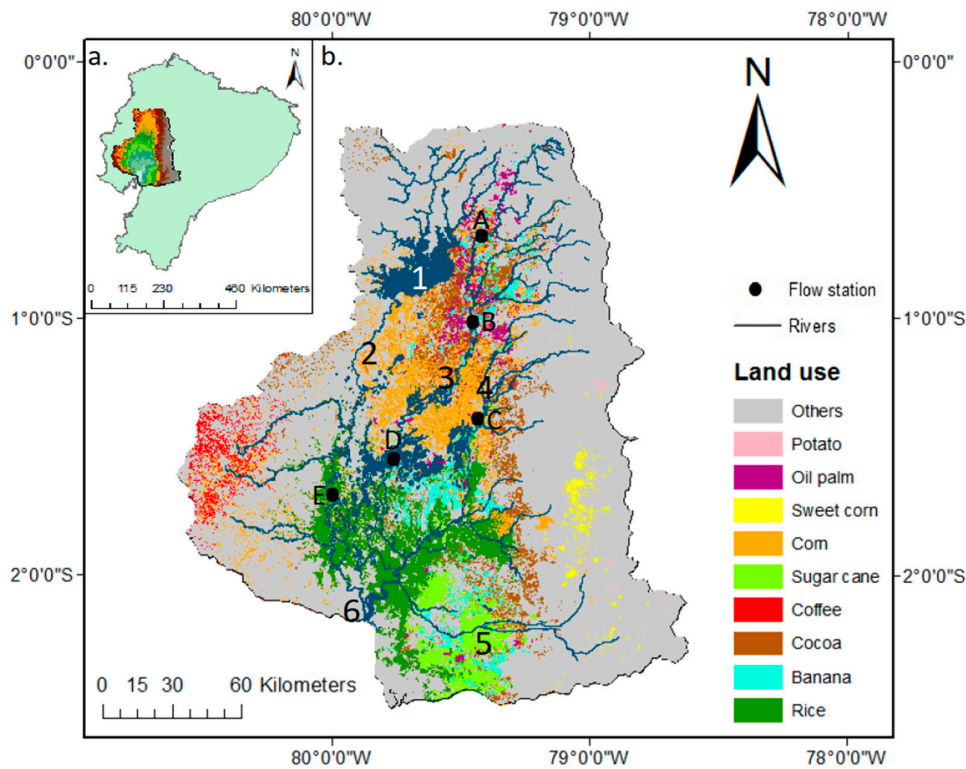 80°0'0"W 79°0'0"W 78°0'0"W
0°0'0"
a.
N
0 115 230 460 Kilometers
b.
N
0°0'0"
A
1
B
2
3
4
C
D
E
5
6
1°0'0"S
1°0'0"S
2°0'0"S
2°0'0"S
Flow station
Rivers
Land use
Others
Potato
Oil palm
Sweet corn
Corn
Sugar cane
Coffee
Cocoa
Banana
Rice
0 15 30 60 Kilometers
80°0'0"W 79°0'0"W 78°0'0"W